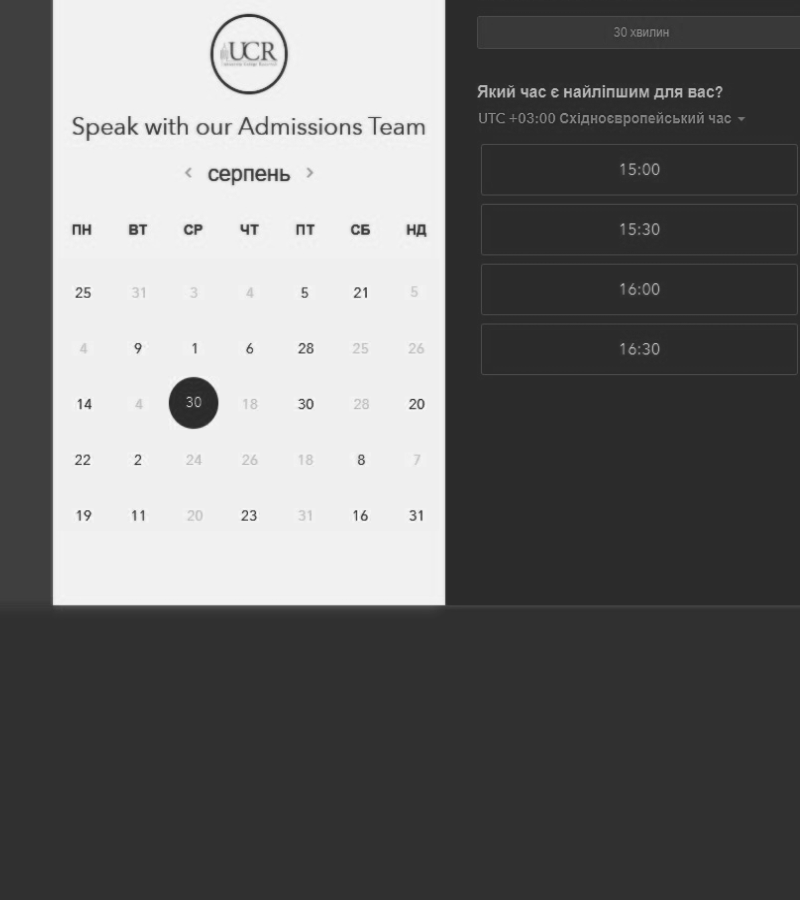 UCR
Speak with our Admissions Team
серпень
ПН ВТ СР ЧТ ПТ СБ НД
25 31 3 4 5 21 5
4 9 1 6 28 25 26
14 4 30 18 30 28 20
22 2 24 26 18 8 7
19 11 20 23 31 16 31
30 хвилин
Який час є найліпшим для вас?
UTC +03:00 Східноєвропейський час
15:00
15:30
16:00
16:30